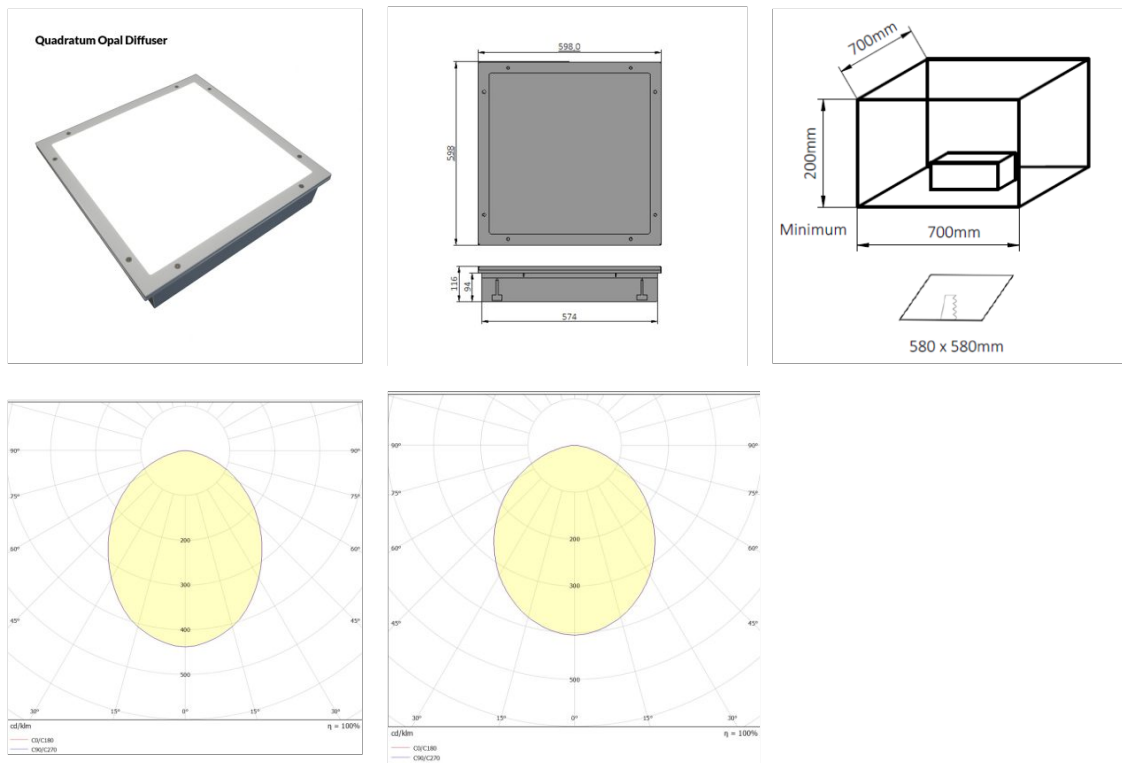 Quadratum Opal Diffuser
598.0
598
116
94
574
700mm
200mm
Minimum
700mm
580 x 580mm
90° 90°
75° 75°
60° 60°
45° 45°
200
300
400
500
30° 15° 0° 15° 30°
cd/klm η = 100%
C0/C180
C90/C270
90° 90°
75° 75°
60° 60°
45° 45°
200
300
500
30° 15° 0° 15° 30°
cd/klm η = 100%
C0/C180
C90/C270